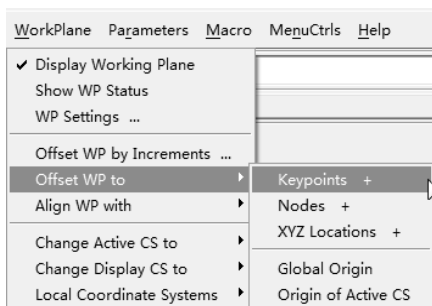 WorkPlane Parameters Macro MenuCtrls Help
✔ Display Working Plane
Show WP Status
WP Settings ...
Offset WP by Increments ...
Offset WP to
Align WP with
Change Active CS to
Change Display CS to
Local Coordinate Systems
Keypoints +
Nodes +
XYZ Locations +
Global Origin
Origin of Active CS